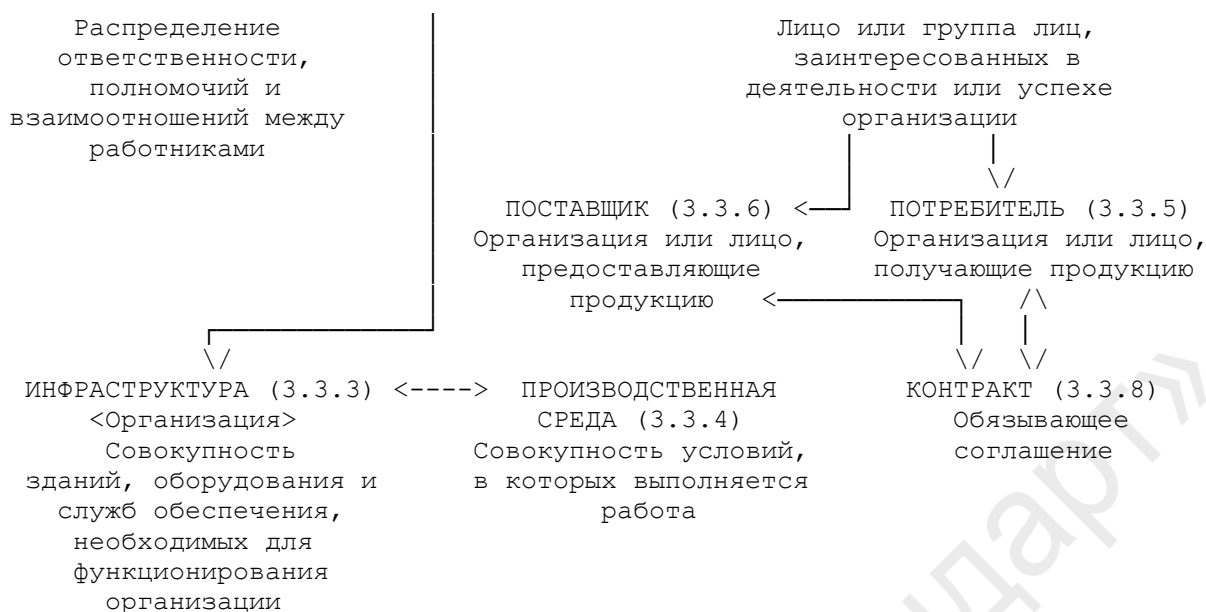 Распределение
ответственности,
полномочий и
взаимоотношений между
работниками
Лицо или группа лиц,
заинтересованных в
деятельности или успехе
организации
ПОСТАВЩИК (3.3.6)
Организация или лицо,
предоставляющие
продукцию
ПОТРЕБИТЕЛЬ (3.3.5)
Организация или лицо,
получающие продукцию
ИНФРАСТРУКТУРА (3.3.3)
<Организация>
Совокупность
зданий, оборудования и
служб обеспечения,
необходимых для
функционирования
организации
ПРОИЗВОДСТВЕННАЯ
СРЕДА (3.3.4)
Совокупность условий,
в которых выполняется
работа
КОНТРАКТ (3.3.8)
Обязывающее
соглашение